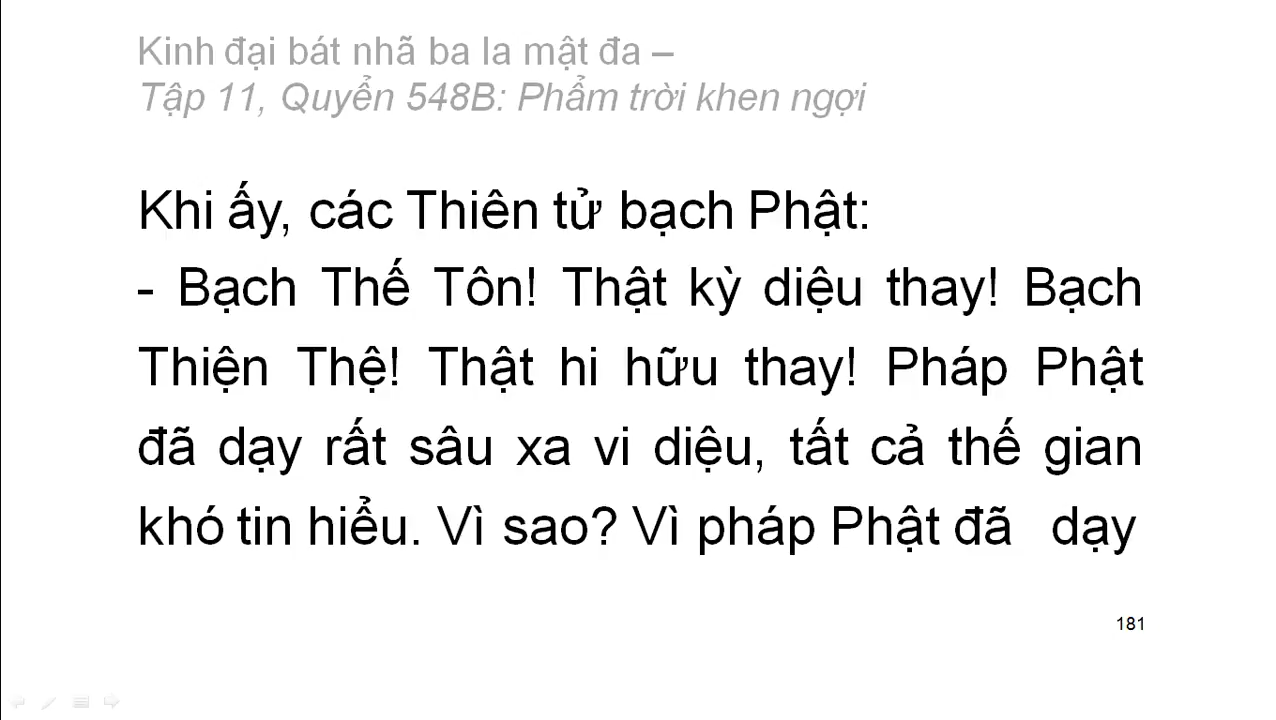 Kinh đại bát nhã ba la mật đa –
Tập 11, Quyển 548B: Phẩm trời khen ngợi
Khi ấy, các Thiên tử bạch Phật:
- Bạch Thế Tôn! Thật kỳ diệu thay! Bạch
Thiện Thệ! Thật hi hữu thay! Pháp Phật
đã dạy rất sâu xa vi diệu, tất cả thế gian
khó tin hiểu. Vì sao? Vì pháp Phật đã dạy
181